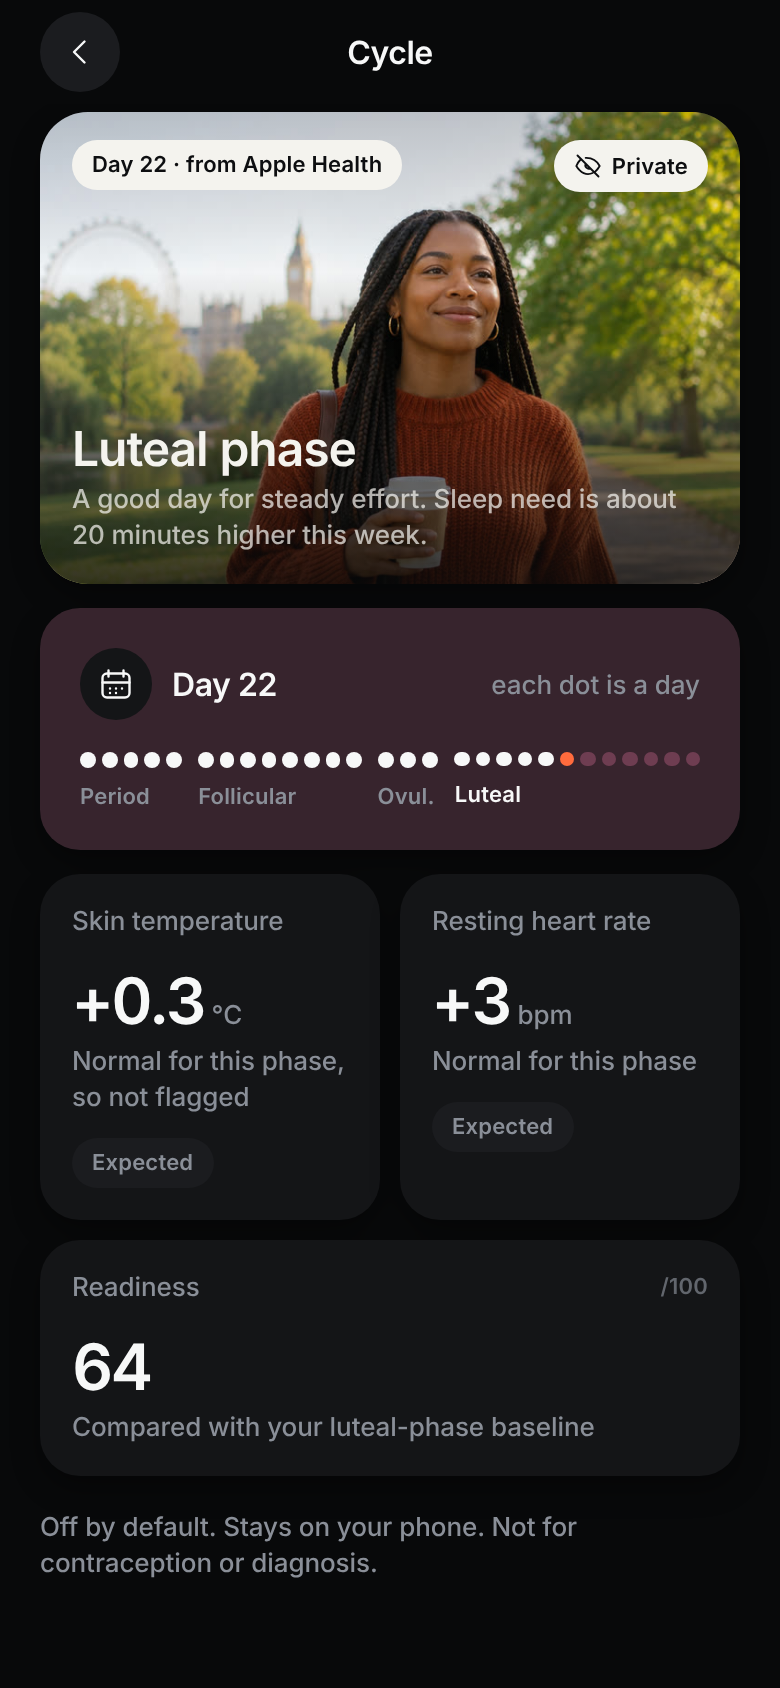 Cycle
Day 22 · from Apple Health
Private
Luteal phase
A good day for steady effort. Sleep need is about
20 minutes higher this week.
Day 22
each dot is a day
Period
Follicular
Ovul.
Luteal
Skin temperature
+0.3 °C
Normal for this phase,
so not flagged
Expected
Resting heart rate
+3 bpm
Normal for this phase
Expected
Readiness
/100
64
Compared with your luteal-phase baseline
Off by default. Stays on your phone. Not for
contraception or diagnosis.